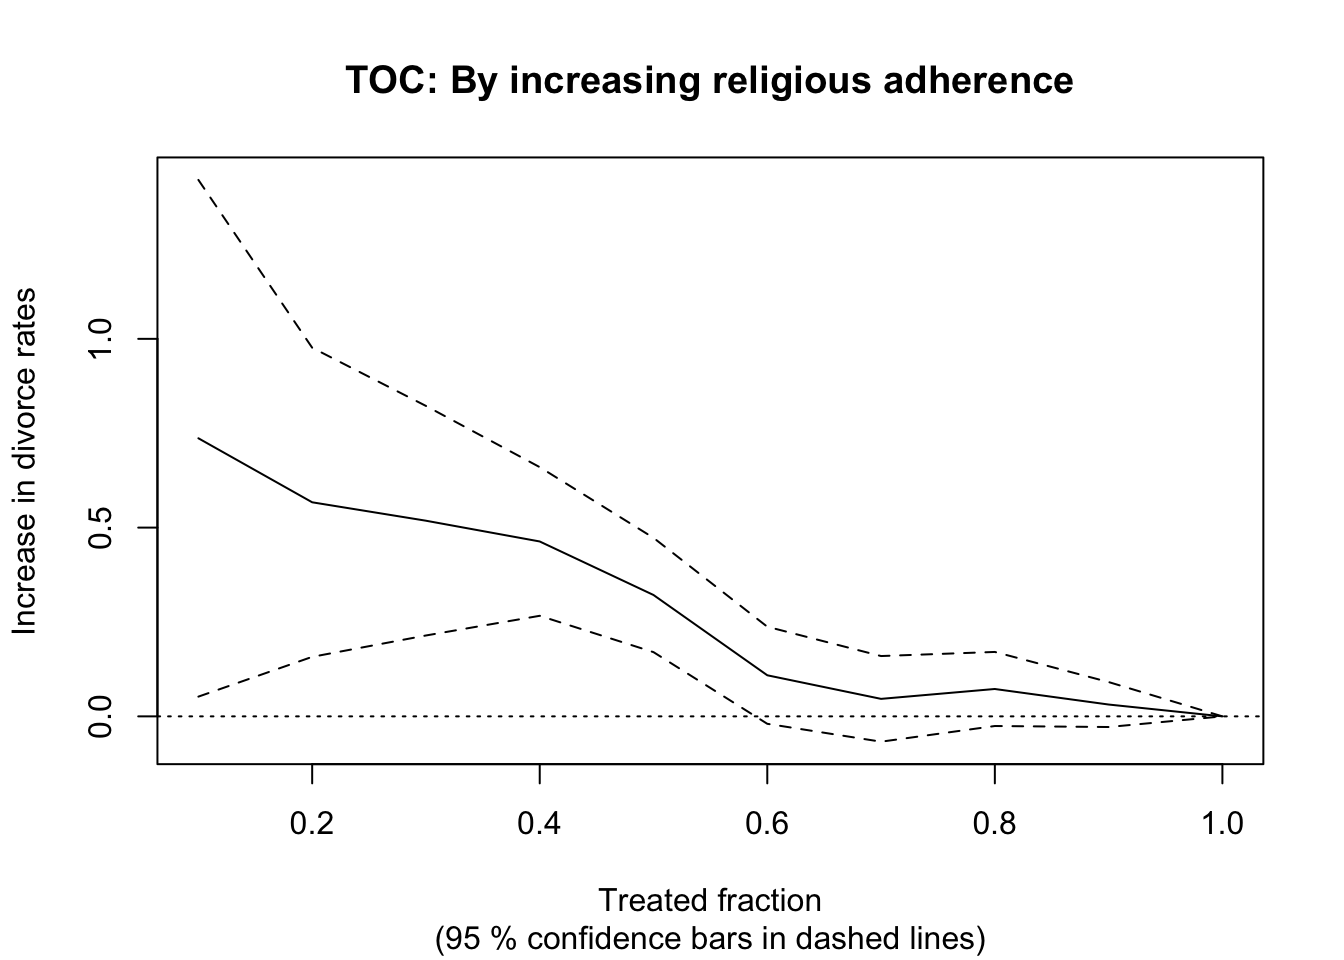 TOC: By increasing religious adherence
Increase in divorce rates
1.0
0.5
0.0
0.2 0.4 0.6 0.8 1.0
Treated fraction
(95 % confidence bars in dashed lines)